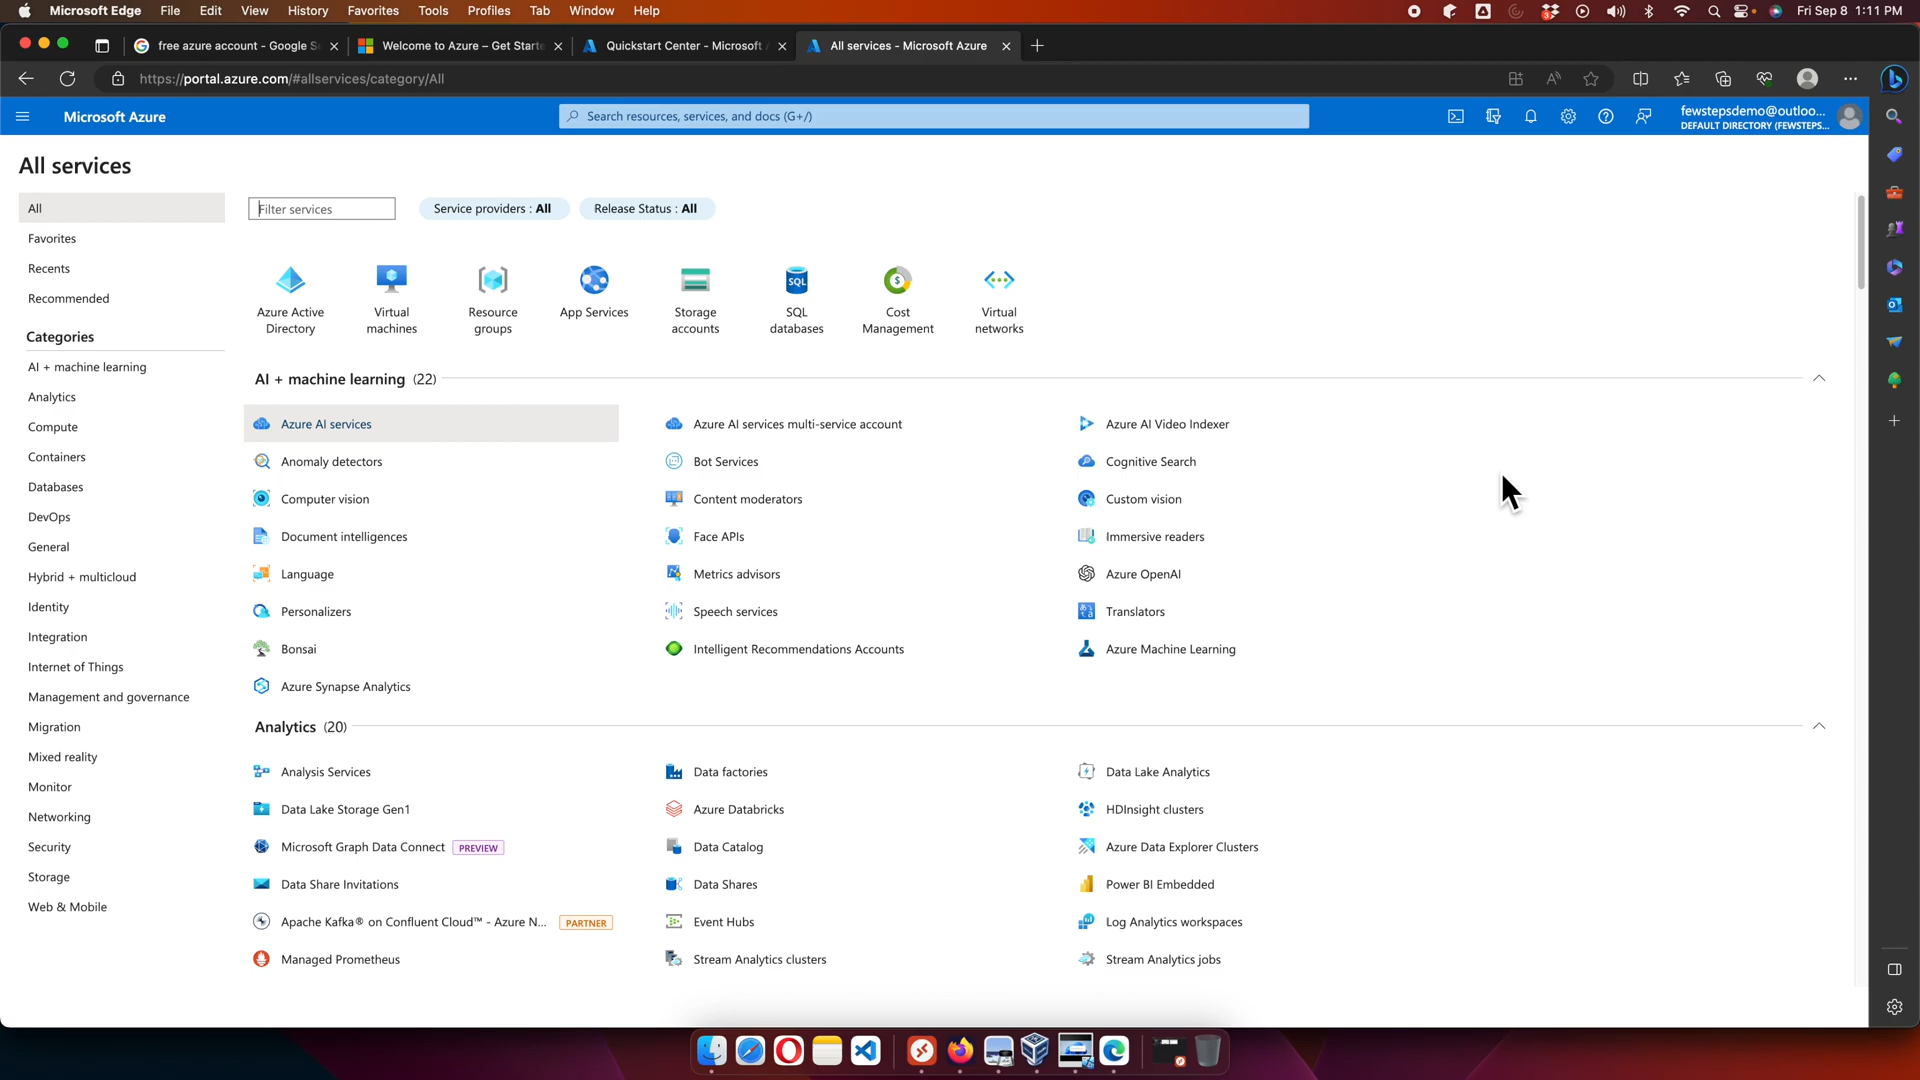 Microsoft Edge File Edit View History Favorites Tools Profiles Tab Window Help Fri Sep 8 1:11 PM
free azure account - Google S
Welcome to Azure – Get Starte
Quickstart Center - Microsoft
All services - Microsoft Azure
https://portal.azure.com/#allservices/category/All
Microsoft Azure
Search resources, services, and docs (G+/)
fewstepsdemo@outloo...
DEFAULT DIRECTORY (FEWSTEPS...
All services
All
Favorites
Recents
Recommended
Categories
AI + machine learning
Analytics
Compute
Containers
Databases
DevOps
General
Hybrid + multicloud
Identity
Integration
Internet of Things
Management and governance
Migration
Mixed reality
Monitor
Networking
Security
Storage
Web & Mobile
Filter services
Service providers : All
Release Status : All
Azure Active
Directory
Virtual
machines
Resource
groups
App Services
Storage
accounts
SQL
SQL
databases
Cost
Management
Virtual
networks
AI + machine learning (22)
Azure AI services
Azure AI services multi-service account
Azure AI Video Indexer
Anomaly detectors
Bot Services
Cognitive Search
Computer vision
Content moderators
Custom vision
Document intelligences
Face APIs
Immersive readers
Language
Metrics advisors
Azure OpenAI
Personalizers
Speech services
Translators
Bonsai
Intelligent Recommendations Accounts
Azure Machine Learning
Azure Synapse Analytics
Analytics (20)
Analysis Services
Data factories
Data Lake Analytics
Data Lake Storage Gen1
Azure Databricks
HDInsight clusters
Microsoft Graph Data Connect PREVIEW
Data Catalog
Azure Data Explorer Clusters
Data Share Invitations
Data Shares
Power BI Embedded
Apache Kafka® on Confluent Cloud™ - Azure N... PARTNER
Event Hubs
Log Analytics workspaces
Managed Prometheus
Stream Analytics clusters
Stream Analytics jobs